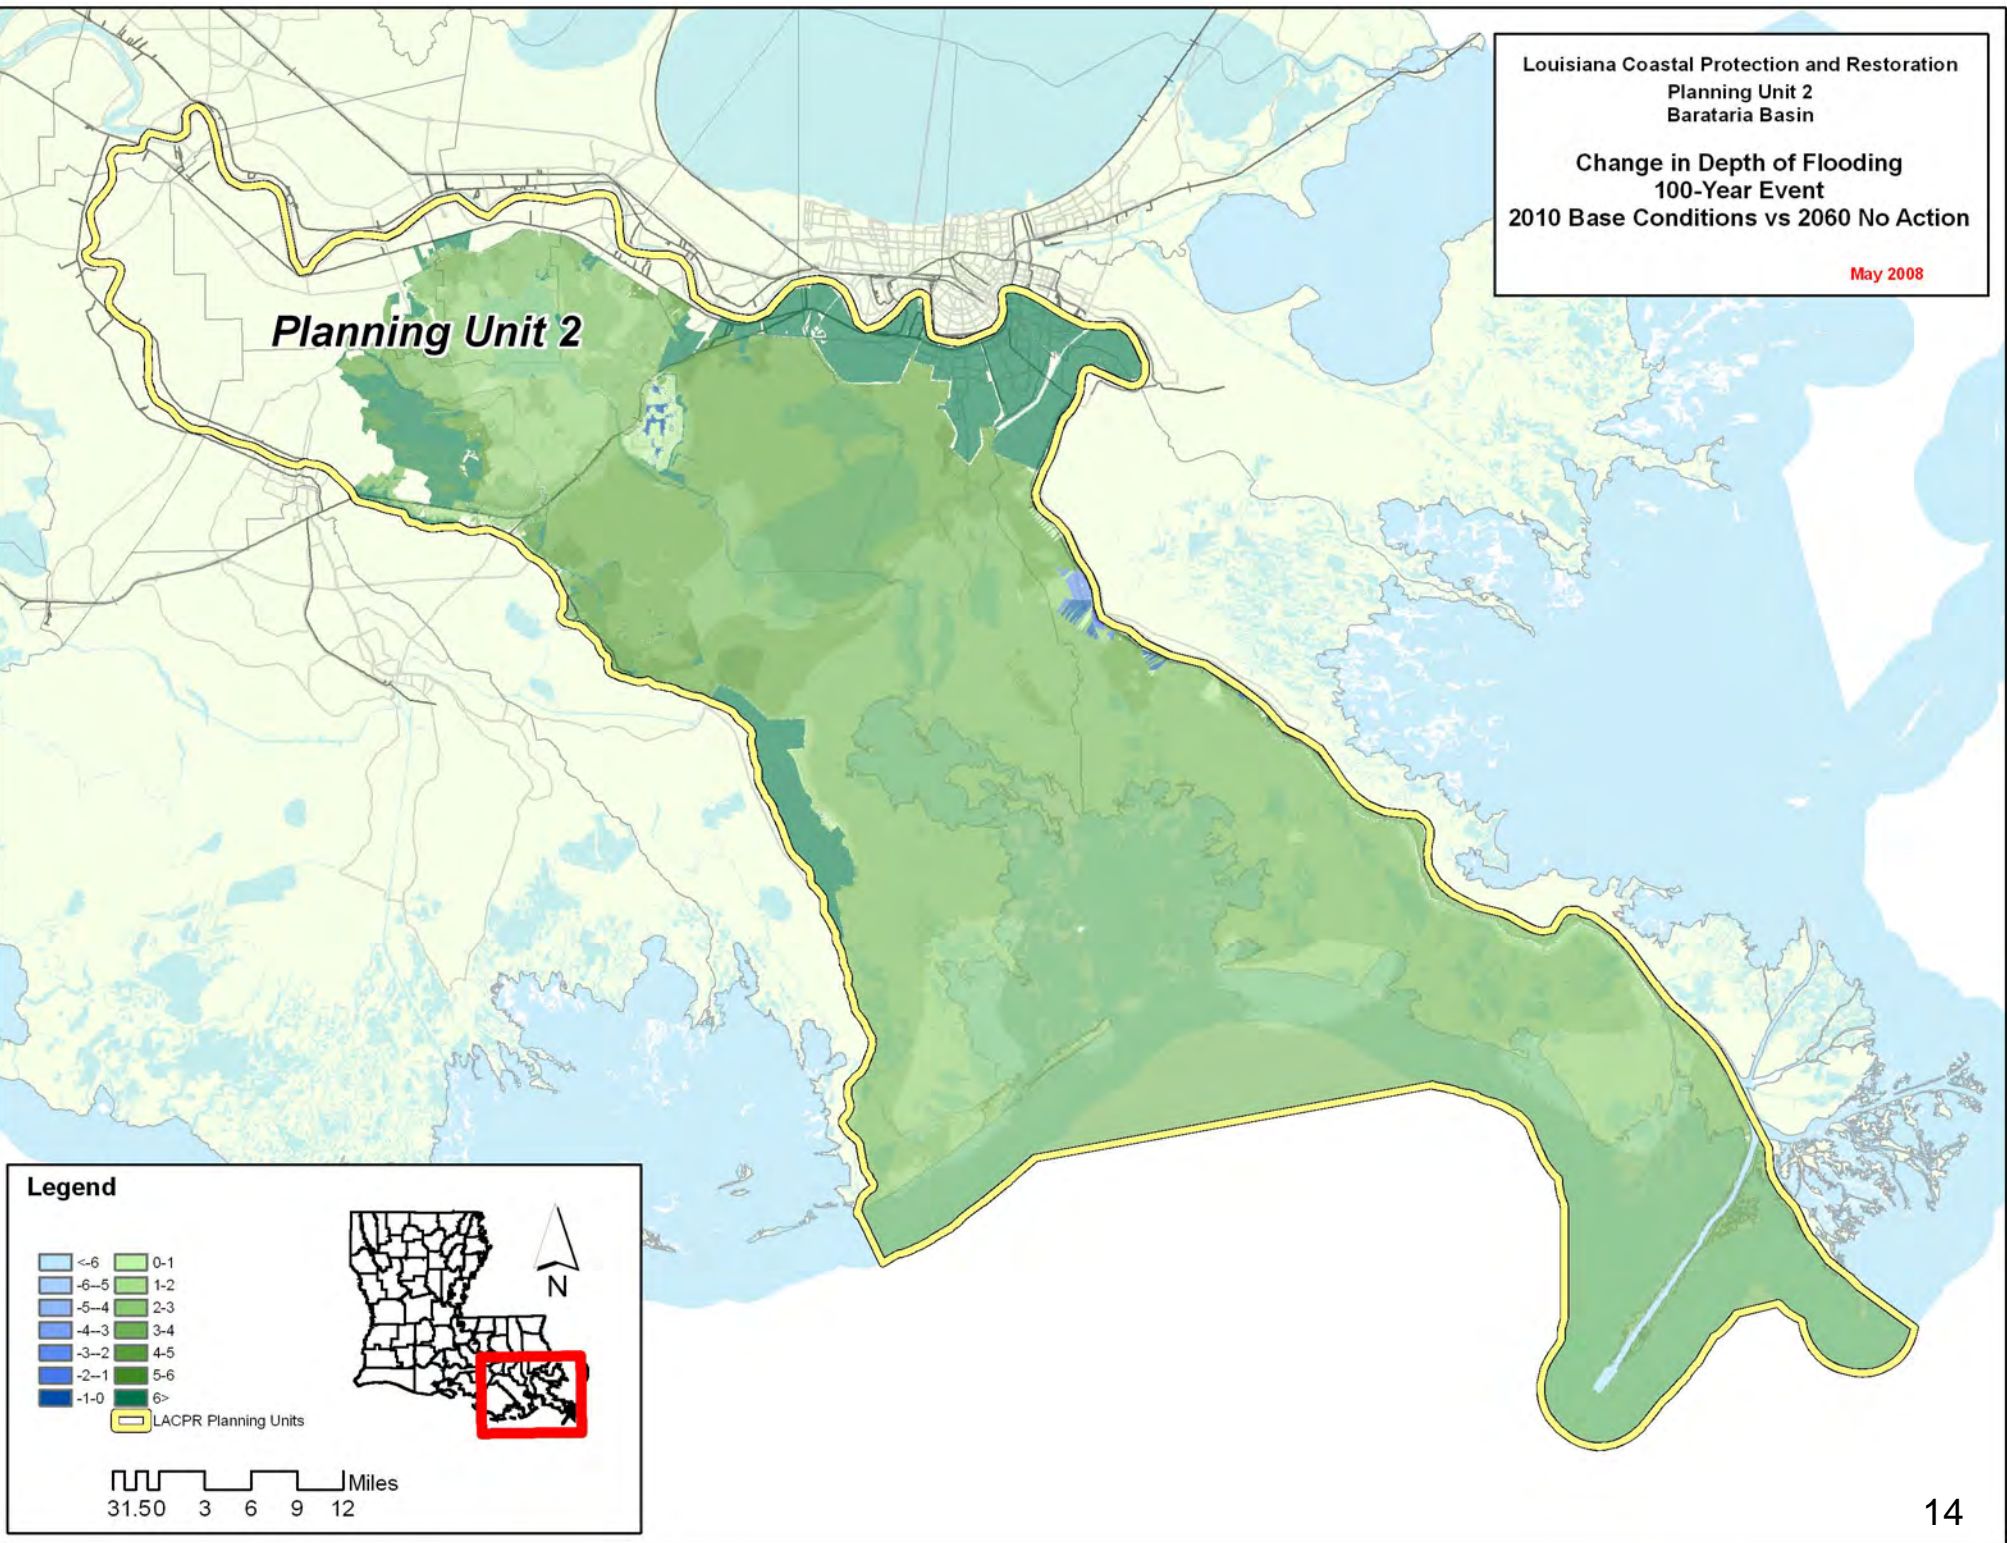 Louisiana Coastal Protection and Restoration
Planning Unit 2
Barataria Basin
Change in Depth of Flooding
100-Year Event
2010 Base Conditions vs 2060 No Action
May 2008
Planning Unit 2
Legend
<-6
-6--5
-5--4
-4--3
-3--2
-2--1
-1-0
0-1
1-2
2-3
3-4
4-5
5-6
6>
LACPR Planning Units
N
Miles
31.50 3 6 9 12
14